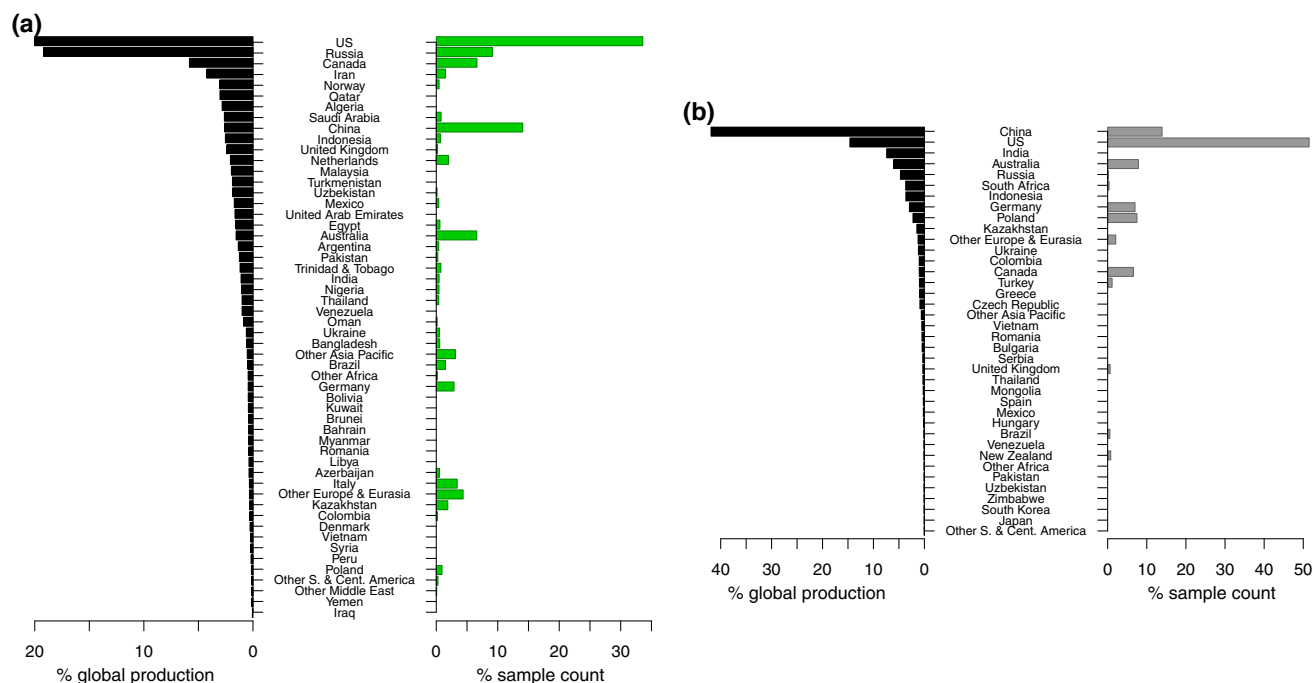 (a)
US
Russia
Canada
Iran
Norway
Qatar
Algeria
Saudi Arabia
China
Indonesia
United Kingdom
Netherlands
Malaysia
Turkmenistan
Uzbekistan
Mexico
United Arab Emirates
Egypt
Australia
Argentina
Pakistan
Trinidad & Tobago
India
Nigeria
Thailand
Venezuela
Oman
Ukraine
Bangladesh
Other Asia Pacific
Brazil
Other Africa
Germany
Bolivia
Kuwait
Brunei
Bahrain
Myanmar
Romania
Libya
Azerbaijan
Italy
Other Europe & Eurasia
Kazakhstan
Colombia
Denmark
Vietnam
Syria
Peru
Poland
Other S. & Cent. America
Other Middle East
Yemen
Iraq
20 10 0
% global production
0 10 20 30
% sample count
(b)
China
US
India
Australia
Russia
South Africa
Indonesia
Germany
Poland
Kazakhstan
Other Europe & Eurasia
Ukraine
Colombia
Canada
Turkey
Greece
Czech Republic
Other Asia Pacific
Vietnam
Romania
Bulgaria
Serbia
United Kingdom
Thailand
Mongolia
Spain
Mexico
Hungary
Brazil
Venezuela
New Zealand
Other Africa
Pakistan
Uzbekistan
Zimbabwe
South Korea
Japan
Other S. & Cent. America
40 30 20 10 0
% global production
0 10 20 30 40 50
% sample count